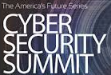 The America's Future Series
CYBER
SECURITY
SUMMIT